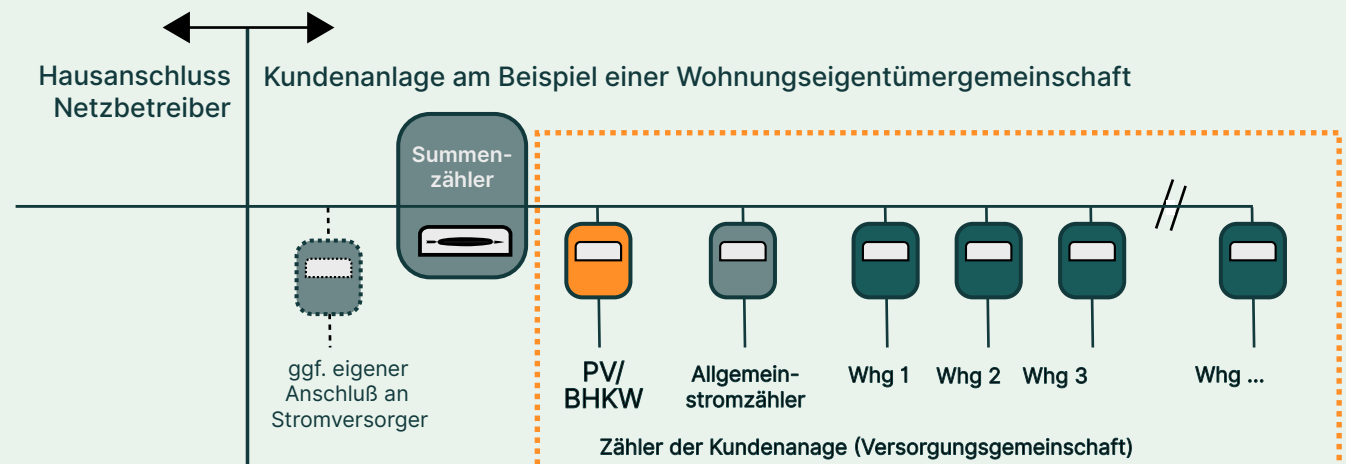 Hausanschluss
Netzbetreiber
Kundenanlage am Beispiel einer Wohnungseigentümergemeinschaft
Summen-
zähler
ggf. eigener
Anschluß an
Stromversorger
PV/
BHKW
Allgemein-
stromzähler
Whg 1
Whg 2
Whg 3
Whg ...
Zähler der Kundenanage (Versorgungsgemeinschaft)